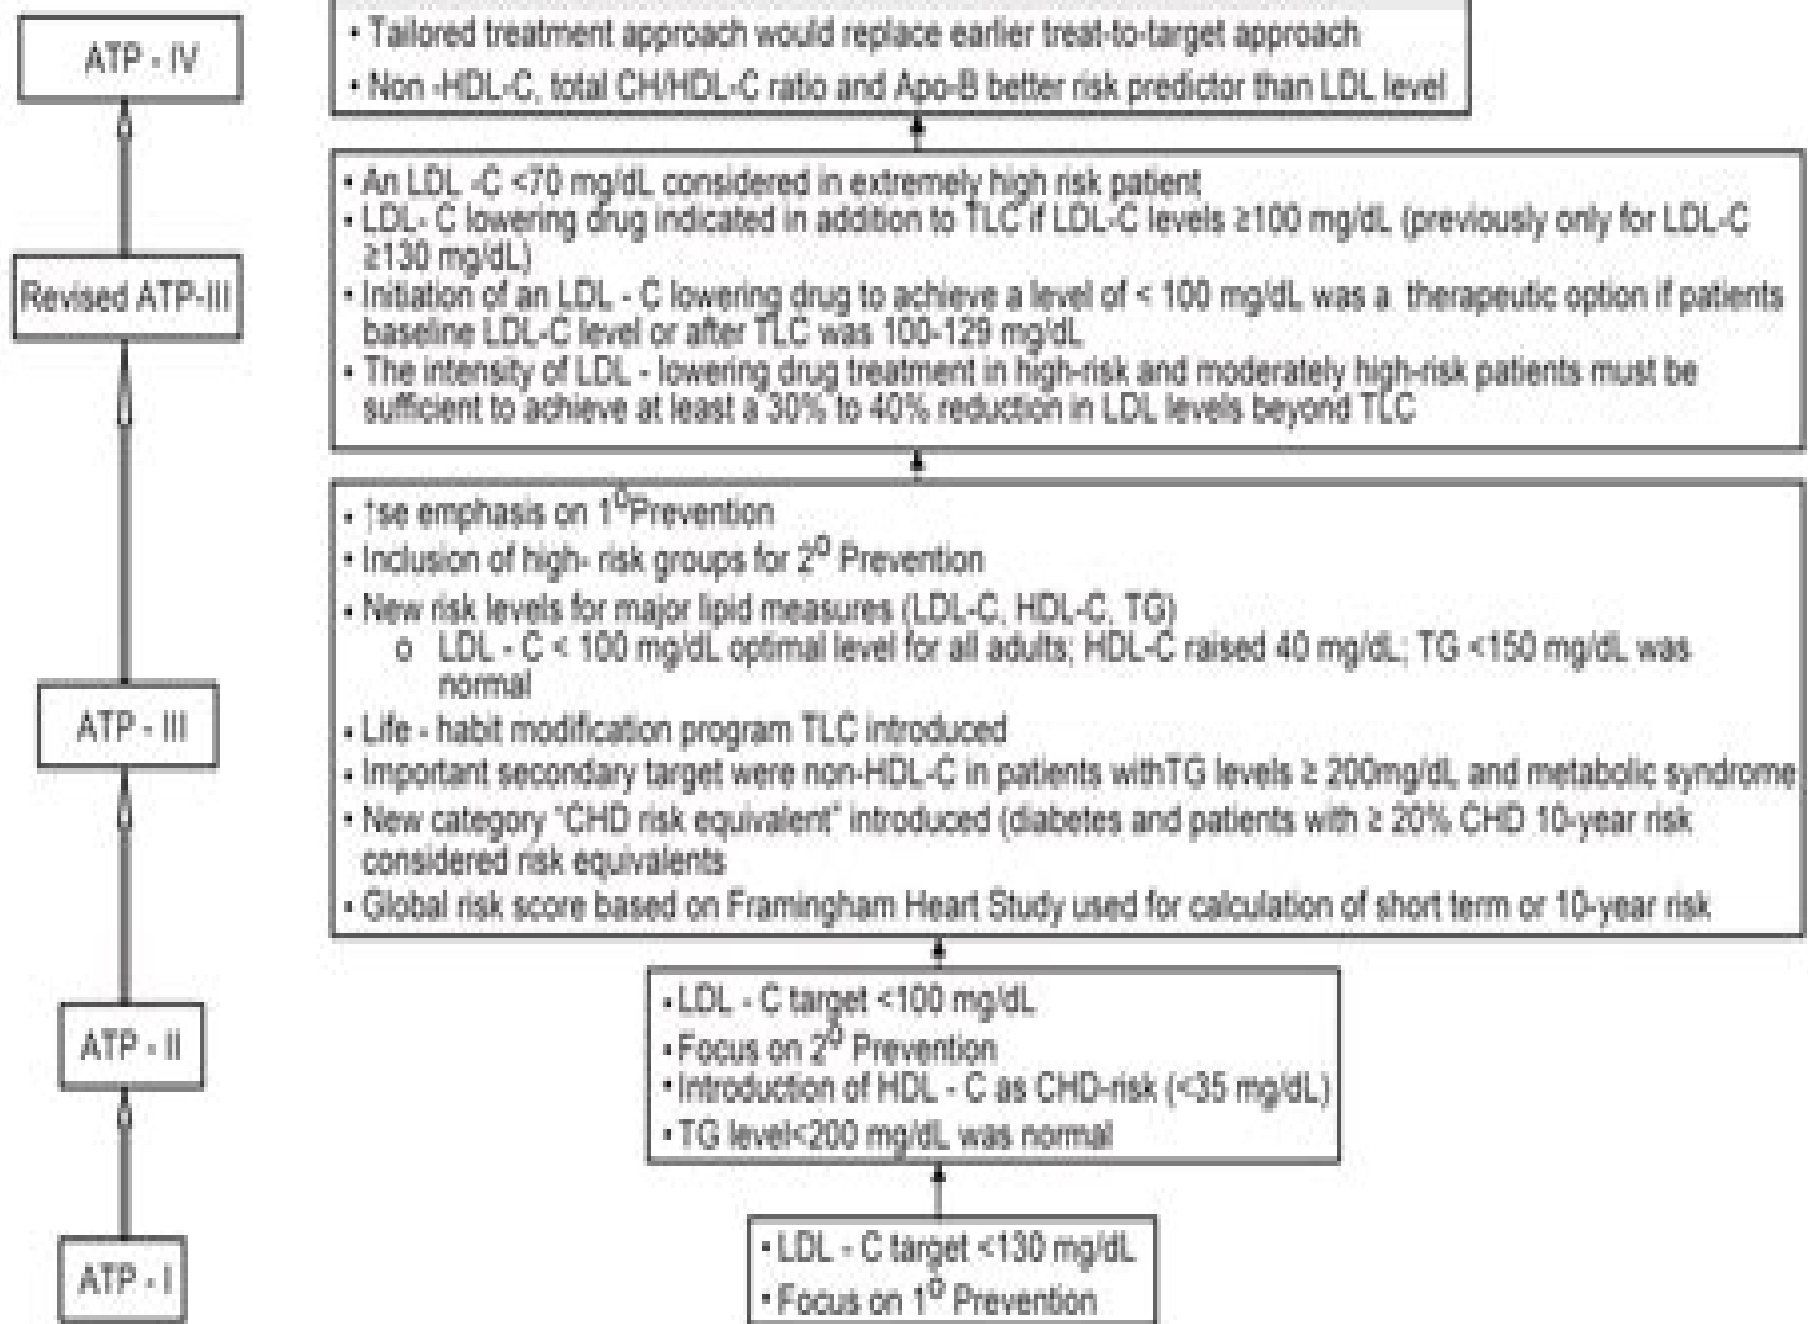 ATP - IV
• Tailored treatment approach would replace earlier treat-to-target approach
• Non -HDL-C, total CH/HDL-C ratio and Apo-B better risk predictor than LDL level
Revised ATP-III
• An LDL -C <70 mg/dL considered in extremely high risk patient
• LDL- C lowering drug indicated in addition to TLC if LDL-C levels ≥100 mg/dL (previously only for LDL-C
≥130 mg/dL)
• Initiation of an LDL - C lowering drug to achieve a level of < 100 mg/dL was a therapeutic option if patients
baseline LDL-C level or after TLC was 100-129 mg/dL
• The intensity of LDL - lowering drug treatment in high-risk and moderately high-risk patients must be
sufficient to achieve at least a 30% to 40% reduction in LDL levels beyond TLC
ATP - III
• ↑se emphasis on 1⁰Prevention
• Inclusion of high- risk groups for 2⁰ Prevention
• New risk levels for major lipid measures (LDL-C, HDL-C, TG)
o LDL - C < 100 mg/dL optimal level for all adults; HDL-C raised 40 mg/dL; TG <150 mg/dL was
normal
• Life - habit modification program TLC introduced
• Important secondary target were non-HDL-C in patients withTG levels ≥ 200mg/dL and metabolic syndrome
• New category "CHD risk equivalent" introduced (diabetes and patients with ≥ 20% CHD 10-year risk
considered risk equivalents
• Global risk score based on Framingham Heart Study used for calculation of short term or 10-year risk
ATP - II
• LDL - C target <100 mg/dL
• Focus on 2⁰ Prevention
• Introduction of HDL - C as CHD-risk (<35 mg/dL)
• TG level<200 mg/dL was normal
ATP - I
• LDL - C target <130 mg/dL
• Focus on 1⁰ Prevention